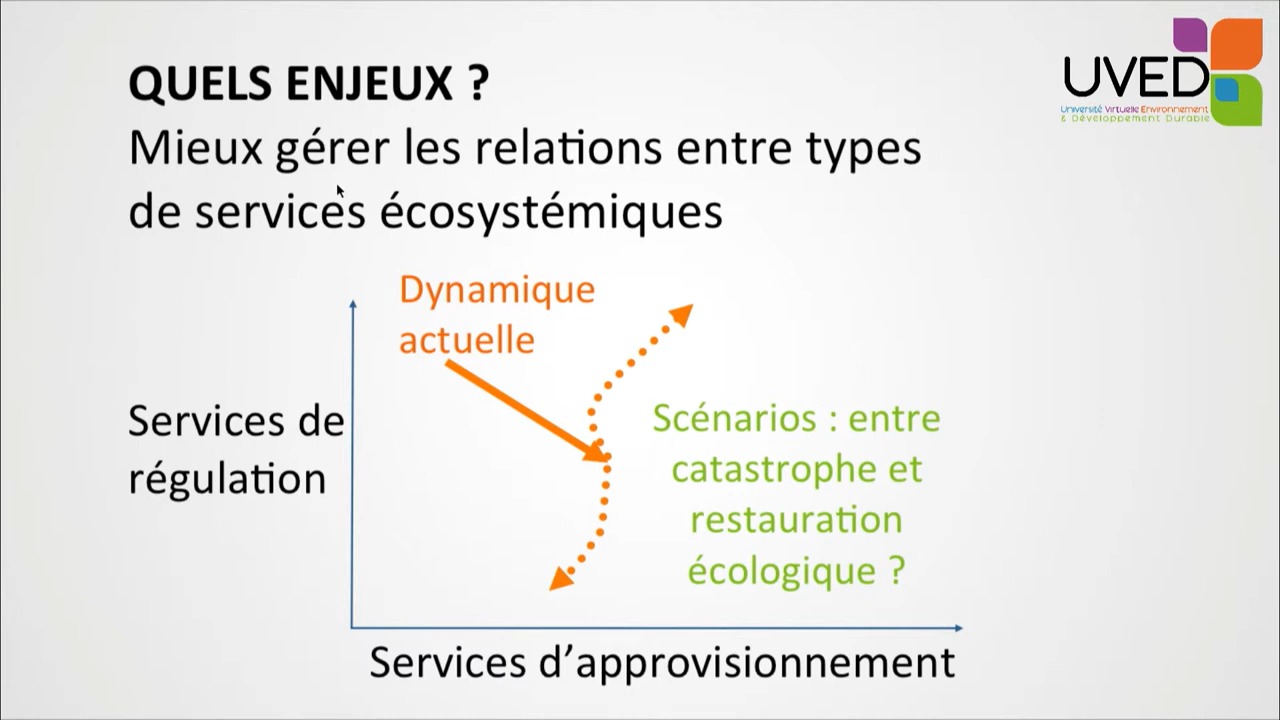 QUELS ENJEUX ?
Mieux gérer les relations entre types
de services écosystémiques
UVED
Université Virtuelle Environnement
& Développement Durable
Dynamique
actuelle
Services de
régulation
Scénarios : entre
catastrophe et
restauration
écologique ?
Services d’approvisionnement